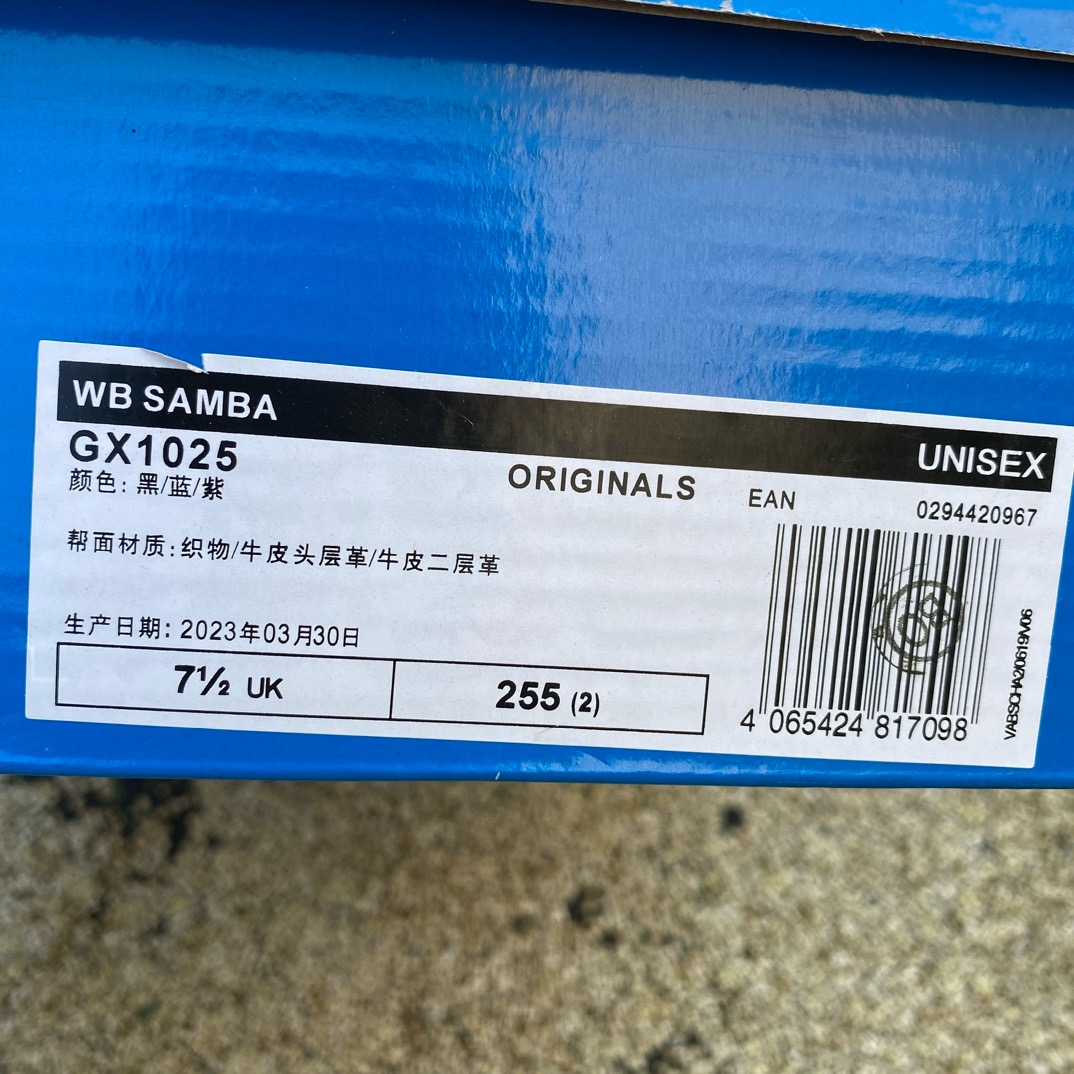 WB SAMBA
UNISEX
GX1025
ORIGINALS
EAN
0294420967
颜色: 黑/蓝/紫
帮面材质: 织物/牛皮头层革/牛皮二层革
生产日期: 2023年03月30日
7½ UK
255 (2)
4 065424 817098